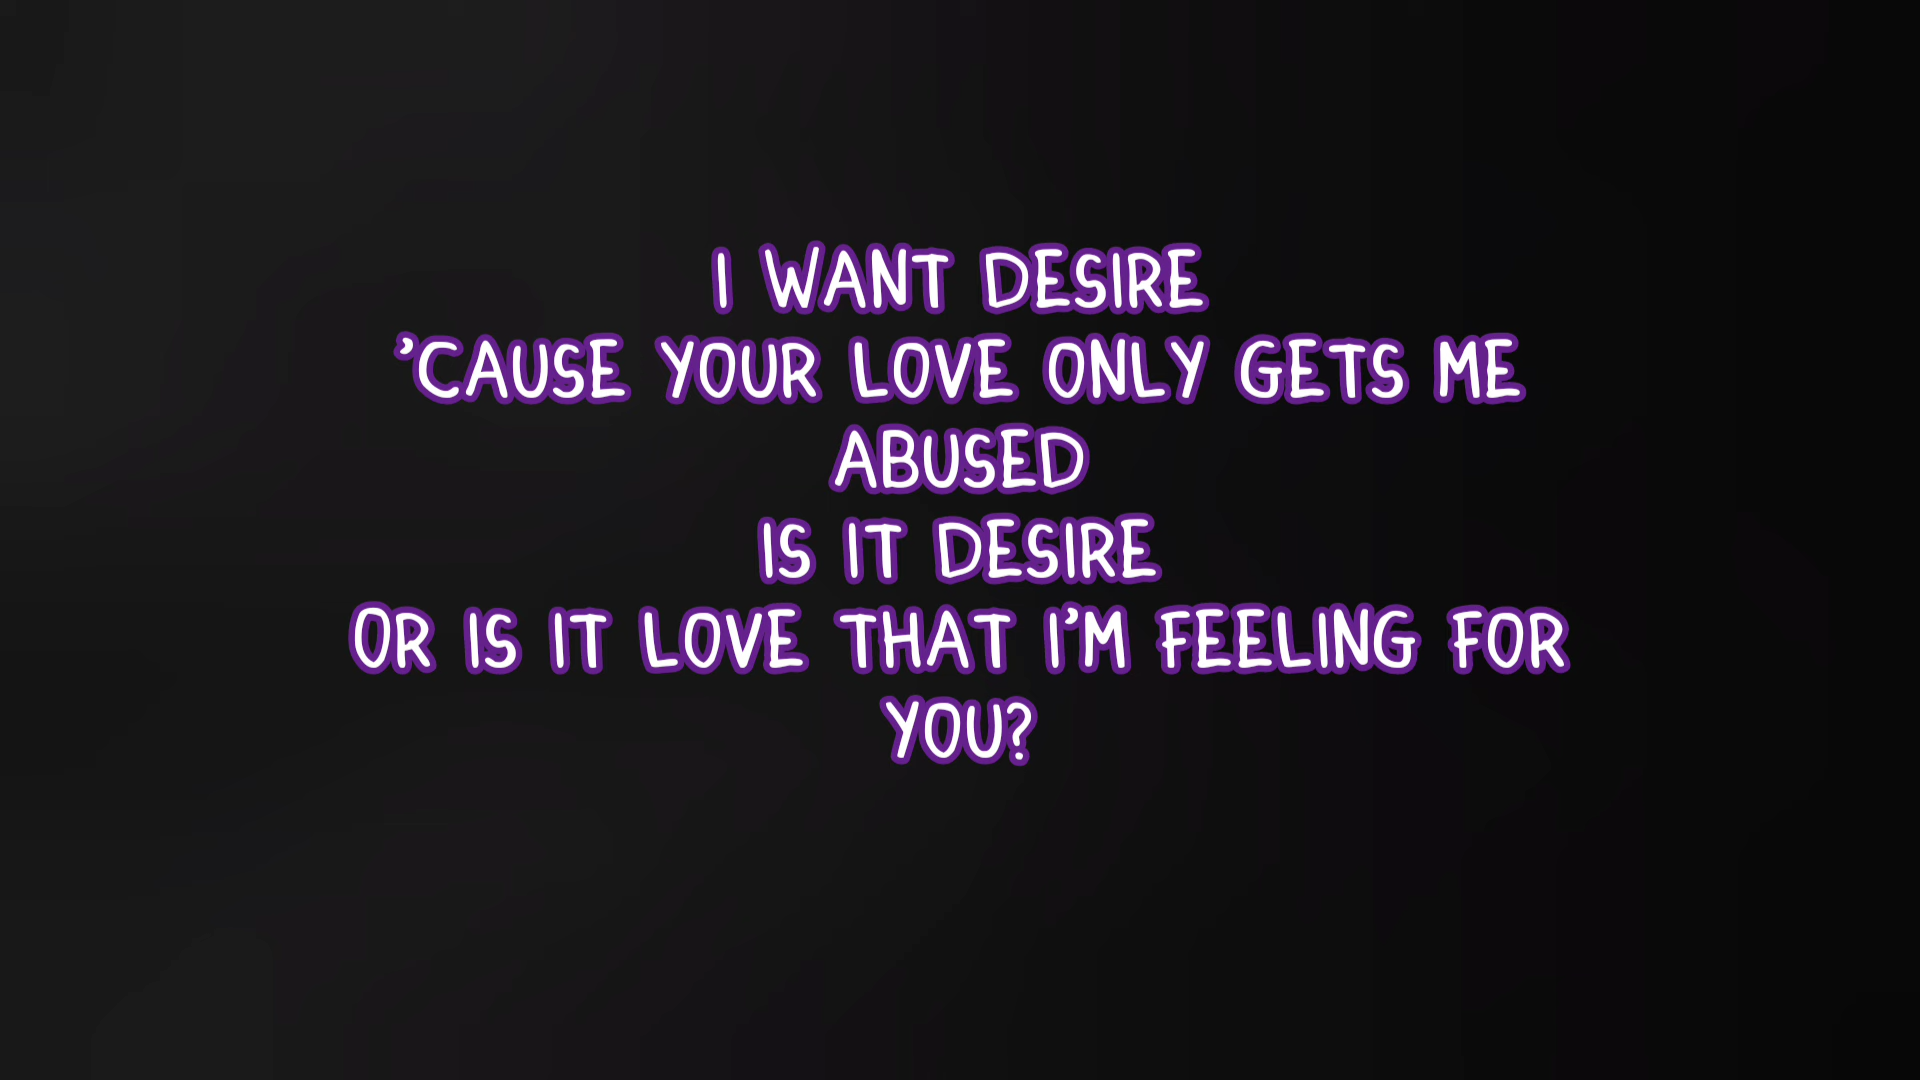 I WANT DESIRE
'CAUSE YOUR LOVE ONLY GETS ME
ABUSED
IS IT DESIRE
OR IS IT LOVE THAT I'M FEELING FOR
YOU?